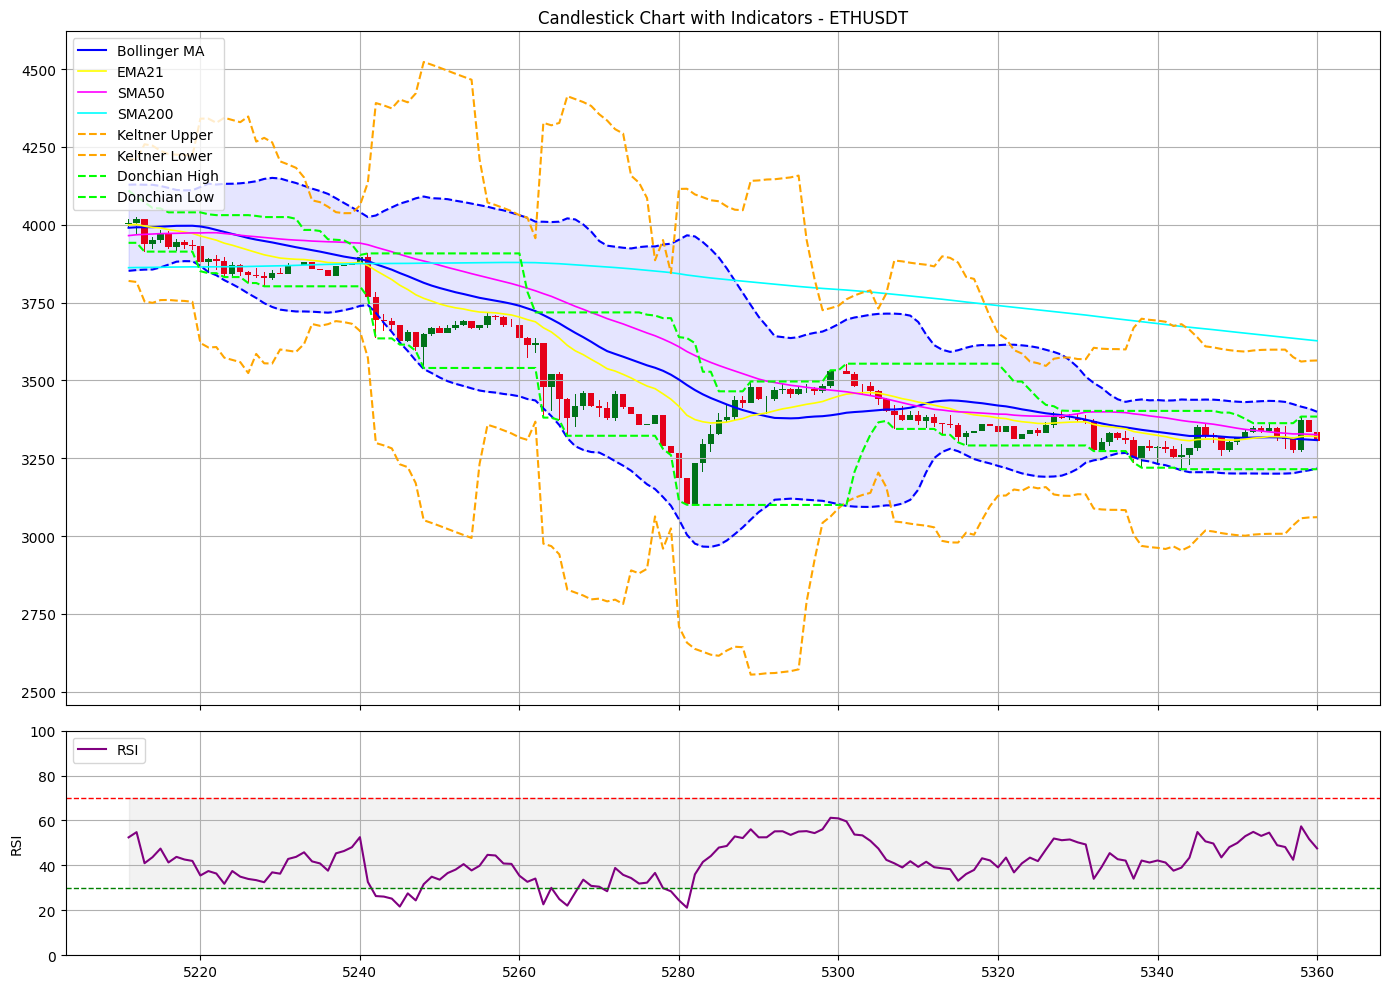 Candlestick Chart with Indicators - ETHUSDT
Bollinger MA
EMA21
SMA50
SMA200
Keltner Upper
Keltner Lower
Donchian High
Donchian Low
4500
4250
4000
3750
3500
3250
3000
2750
2500
RSI
100
80
60
40
20
0
RSI
5220
5240
5260
5280
5300
5320
5340
5360